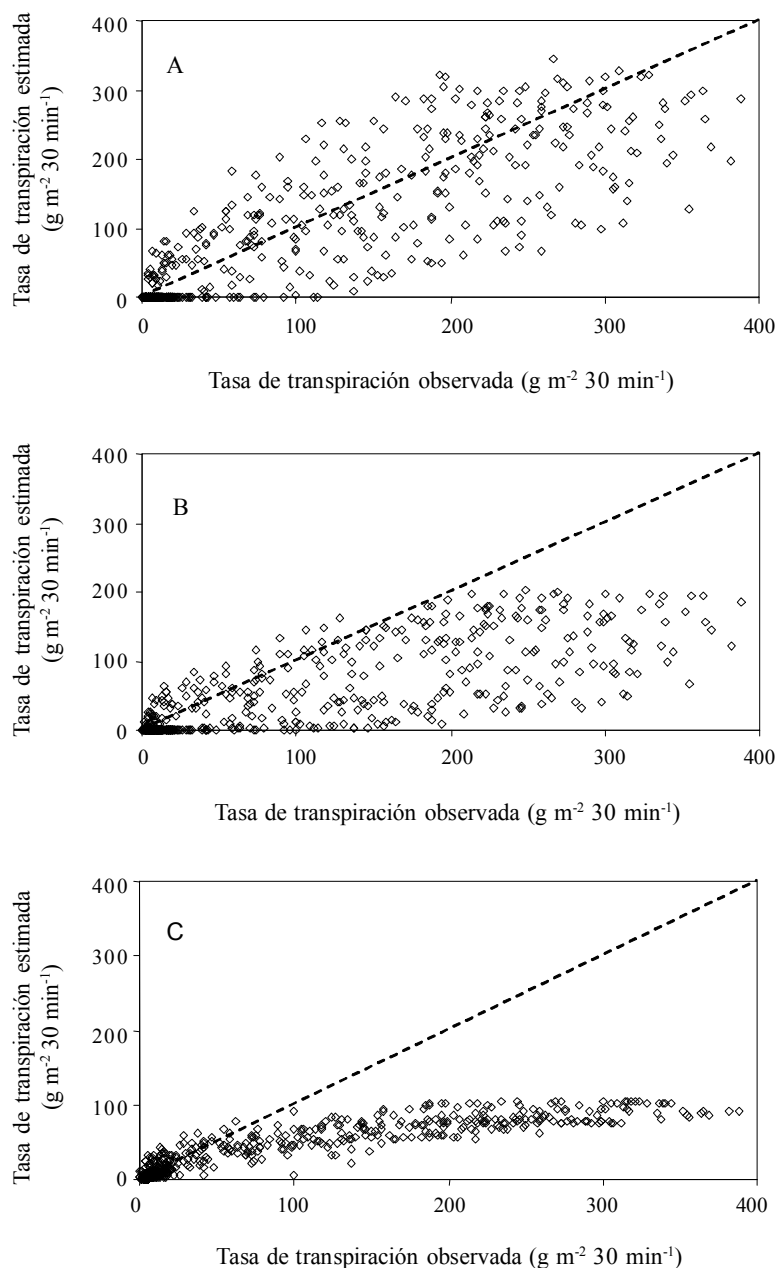 Tasa de transpiración estimada
(g m⁻² 30 min⁻¹)
A
400
300
200
100
0
0 100 200 300 400
Tasa de transpiración observada (g m⁻² 30 min⁻¹)
Tasa de transpiración estimada
(g m⁻² 30 min⁻¹)
B
400
300
200
100
0
0 100 200 300 400
Tasa de transpiración observada (g m⁻² 30 min⁻¹)
Tasa de transpiración estimada
(g m⁻² 30 min⁻¹)
C
400
300
200
100
0
0 100 200 300 400
Tasa de transpiración observada (g m⁻² 30 min⁻¹)